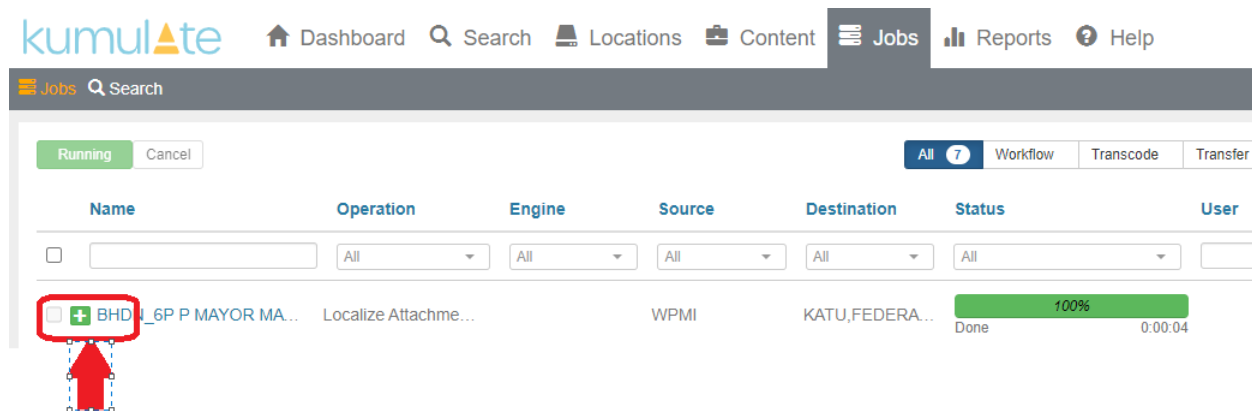 kumulate Dashboard Search Locations Content Jobs Reports Help
Jobs Search
Running Cancel All 7 Workflow Transcode Transfer
Name Operation Engine Source Destination Status User
All All All All All
BHDN_6P P MAYOR MA... Localize Attachme... WPMI KATU,FEDERA... 100%
Done 0:00:04